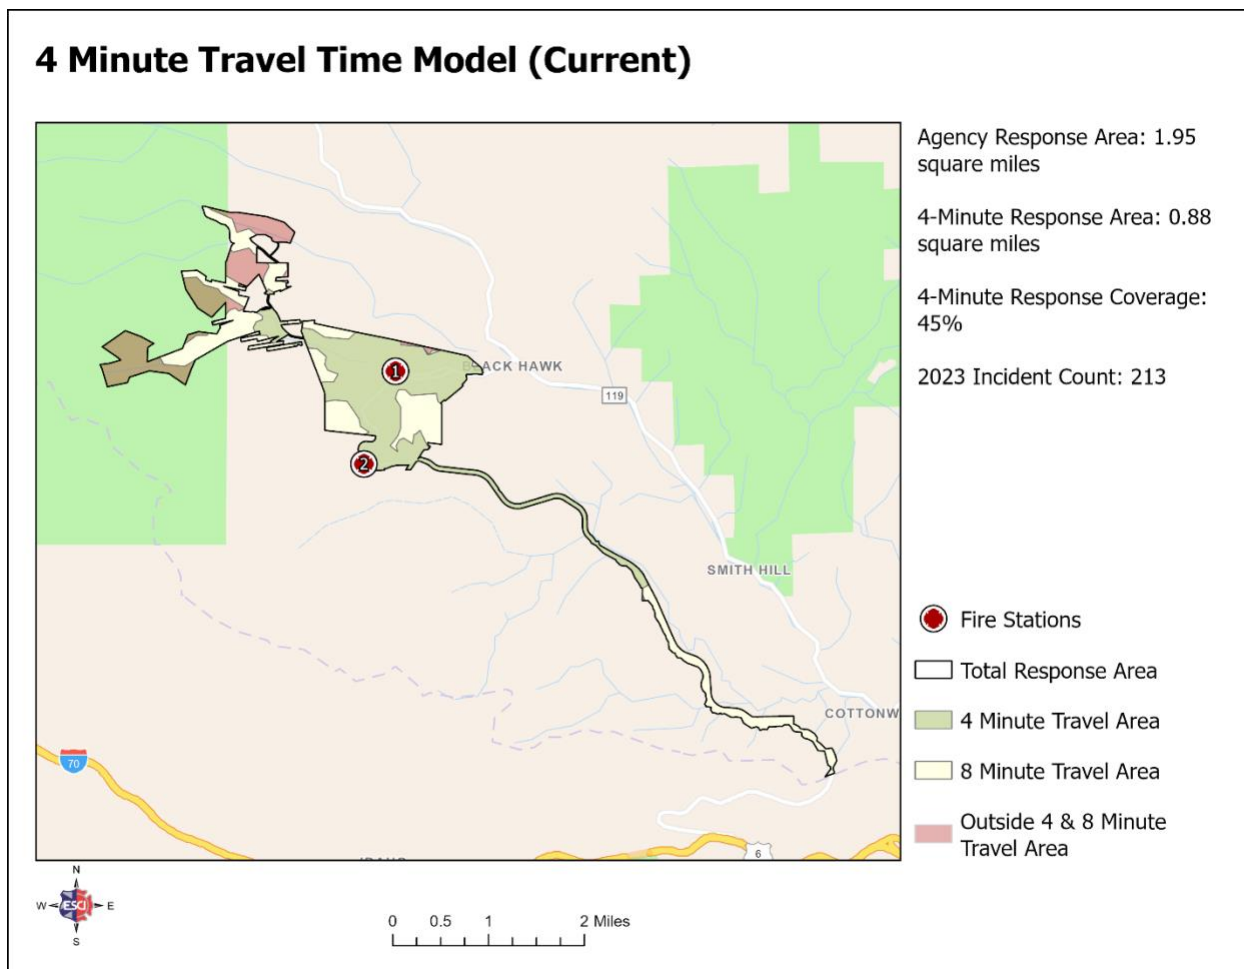 4 Minute Travel Time Model (Current)
Agency Response Area: 1.95
square miles
4-Minute Response Area: 0.88
square miles
4-Minute Response Coverage:
45%
2023 Incident Count: 213
1
BLACK HAWK
119
2
SMITH HILL
COTTONW
70
6
Fire Stations
Total Response Area
4 Minute Travel Area
8 Minute Travel Area
Outside 4 & 8 Minute
Travel Area
N
W
ESCI
E
S
0 0.5 1 2 Miles